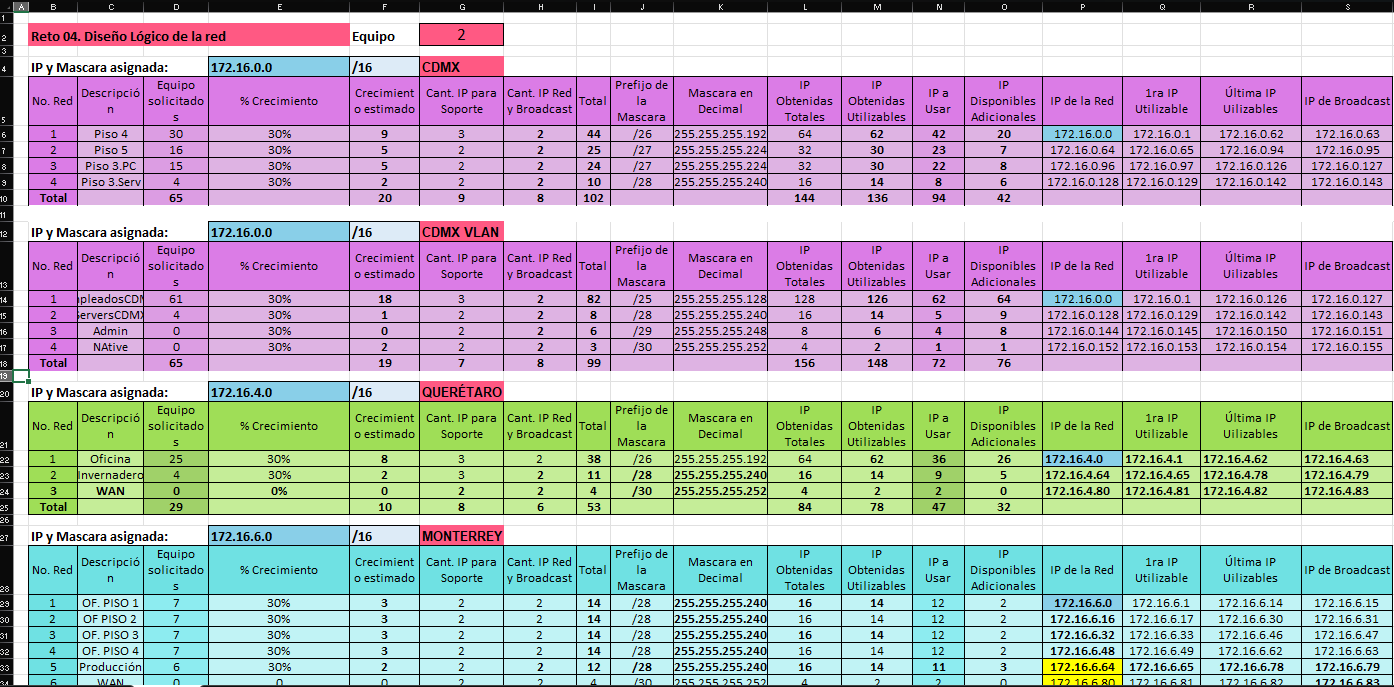 A B C D E F G H I J K L M N O P Q R S
1
2 Reto 04. Diseño Lógico de la red Equipo 2
3
4 IP y Mascara asignada: 172.16.0.0 /16 CDMX
5 No. Red Descripción Equipo solicitados % Crecimiento Crecimiento estimado Cant. IP para Soporte Cant. IP Red y Broadcast Total Prefijo de la Mascara Mascara en Decimal IP Obtenidas Totales IP Obtenidas Utilizables IP a Usar IP Disponibles Adicionales IP de la Red 1ra IP Utilizable Última IP Uilizables IP de Broadcast
6 1 Piso 4 30 30% 9 3 2 44 /26 255.255.255.192 64 62 42 20 172.16.0.0 172.16.0.1 172.16.0.62 172.16.0.63
7 2 Piso 5 16 30% 5 2 2 25 /27 255.255.255.224 32 30 23 7 172.16.0.64 172.16.0.65 172.16.0.94 172.16.0.95
8 3 Piso 3.PC 15 30% 5 2 2 24 /27 255.255.255.224 32 30 22 8 172.16.0.96 172.16.0.97 172.16.0.126 172.16.0.127
9 4 Piso 3.Serv 4 30% 2 2 2 10 /28 255.255.255.240 16 14 8 6 172.16.0.128 172.16.0.129 172.16.0.142 172.16.0.143
10 Total 65 20 9 8 102 144 136 94 42
11
12 IP y Mascara asignada: 172.16.0.0 /16 CDMX VLAN
13 No. Red Descripción Equipo solicitados % Crecimiento Crecimiento estimado Cant. IP para Soporte Cant. IP Red y Broadcast Total Prefijo de la Mascara Mascara en Decimal IP Obtenidas Totales IP Obtenidas Utilizables IP a Usar IP Disponibles Adicionales IP de la Red 1ra IP Utilizable Última IP Uilizables IP de Broadcast
14 1 pleadosCDM 61 30% 18 3 2 82 /25 255.255.255.128 128 126 62 64 172.16.0.0 172.16.0.1 172.16.0.126 172.16.0.127
15 2 ServersCDMX 4 30% 1 2 2 8 /28 255.255.255.240 16 14 5 9 172.16.0.128 172.16.0.129 172.16.0.142 172.16.0.143
16 3 Admin 0 30% 0 2 2 6 /29 255.255.255.248 8 6 4 8 172.16.0.144 172.16.0.145 172.16.0.150 172.16.0.151
17 4 NAtive 0 30% 2 2 2 3 /30 255.255.255.252 4 2 1 1 172.16.0.152 172.16.0.153 172.16.0.154 172.16.0.155
18 Total 65 19 7 8 99 156 148 72 76
19
20 IP y Mascara asignada: 172.16.4.0 /16 QUERÉTARO
21 No. Red Descripción Equipo solicitados % Crecimiento Crecimiento estimado Cant. IP para Soporte Cant. IP Red y Broadcast Total Prefijo de la Mascara Mascara en Decimal IP Obtenidas Totales IP Obtenidas Utilizables IP a Usar IP Disponibles Adicionales IP de la Red 1ra IP Utilizable Última IP Uilizables IP de Broadcast
22 1 Oficina 25 30% 8 3 2 38 /26 255.255.255.192 64 62 36 26 172.16.4.0 172.16.4.1 172.16.4.62 172.16.4.63
23 2 Invernadero 4 30% 2 3 2 11 /28 255.255.255.240 16 14 9 5 172.16.4.64 172.16.4.65 172.16.4.78 172.16.4.79
24 3 WAN 0 0% 0 2 2 4 /30 255.255.255.252 4 2 2 0 172.16.4.80 172.16.4.81 172.16.4.82 172.16.4.83
25 Total 29 10 8 6 53 84 78 47 32
26
27 IP y Mascara asignada: 172.16.6.0 /16 MONTERREY
28 No. Red Descripción Equipo solicitados % Crecimiento Crecimiento estimado Cant. IP para Soporte Cant. IP Red y Broadcast Total Prefijo de la Mascara Mascara en Decimal IP Obtenidas Totales IP Obtenidas Utilizables IP a Usar IP Disponibles Adicionales IP de la Red 1ra IP Utilizable Última IP Uilizables IP de Broadcast
29 1 OF. PISO 1 7 30% 3 2 2 14 /28 255.255.255.240 16 14 12 2 172.16.6.0 172.16.6.1 172.16.6.14 172.16.6.15
30 2 OF PISO 2 7 30% 3 2 2 14 /28 255.255.255.240 16 14 12 2 172.16.6.16 172.16.6.17 172.16.6.30 172.16.6.31
31 3 OF. PISO 3 7 30% 3 2 2 14 /28 255.255.255.240 16 14 12 2 172.16.6.32 172.16.6.33 172.16.6.46 172.16.6.47
32 4 OF. PISO 4 7 30% 3 2 2 14 /28 255.255.255.240 16 14 12 2 172.16.6.48 172.16.6.49 172.16.6.62 172.16.6.63
33 5 Producción 6 30% 2 2 2 12 /28 255.255.255.240 16 14 11 3 172.16.6.64 172.16.6.65 172.16.6.78 172.16.6.79
34 6 WAN 0 0 0 2 2 4 /30 255.255.255.252 4 2 2 0 172.16.6.80 172.16.6.81 172.16.6.82 172.16.6.83